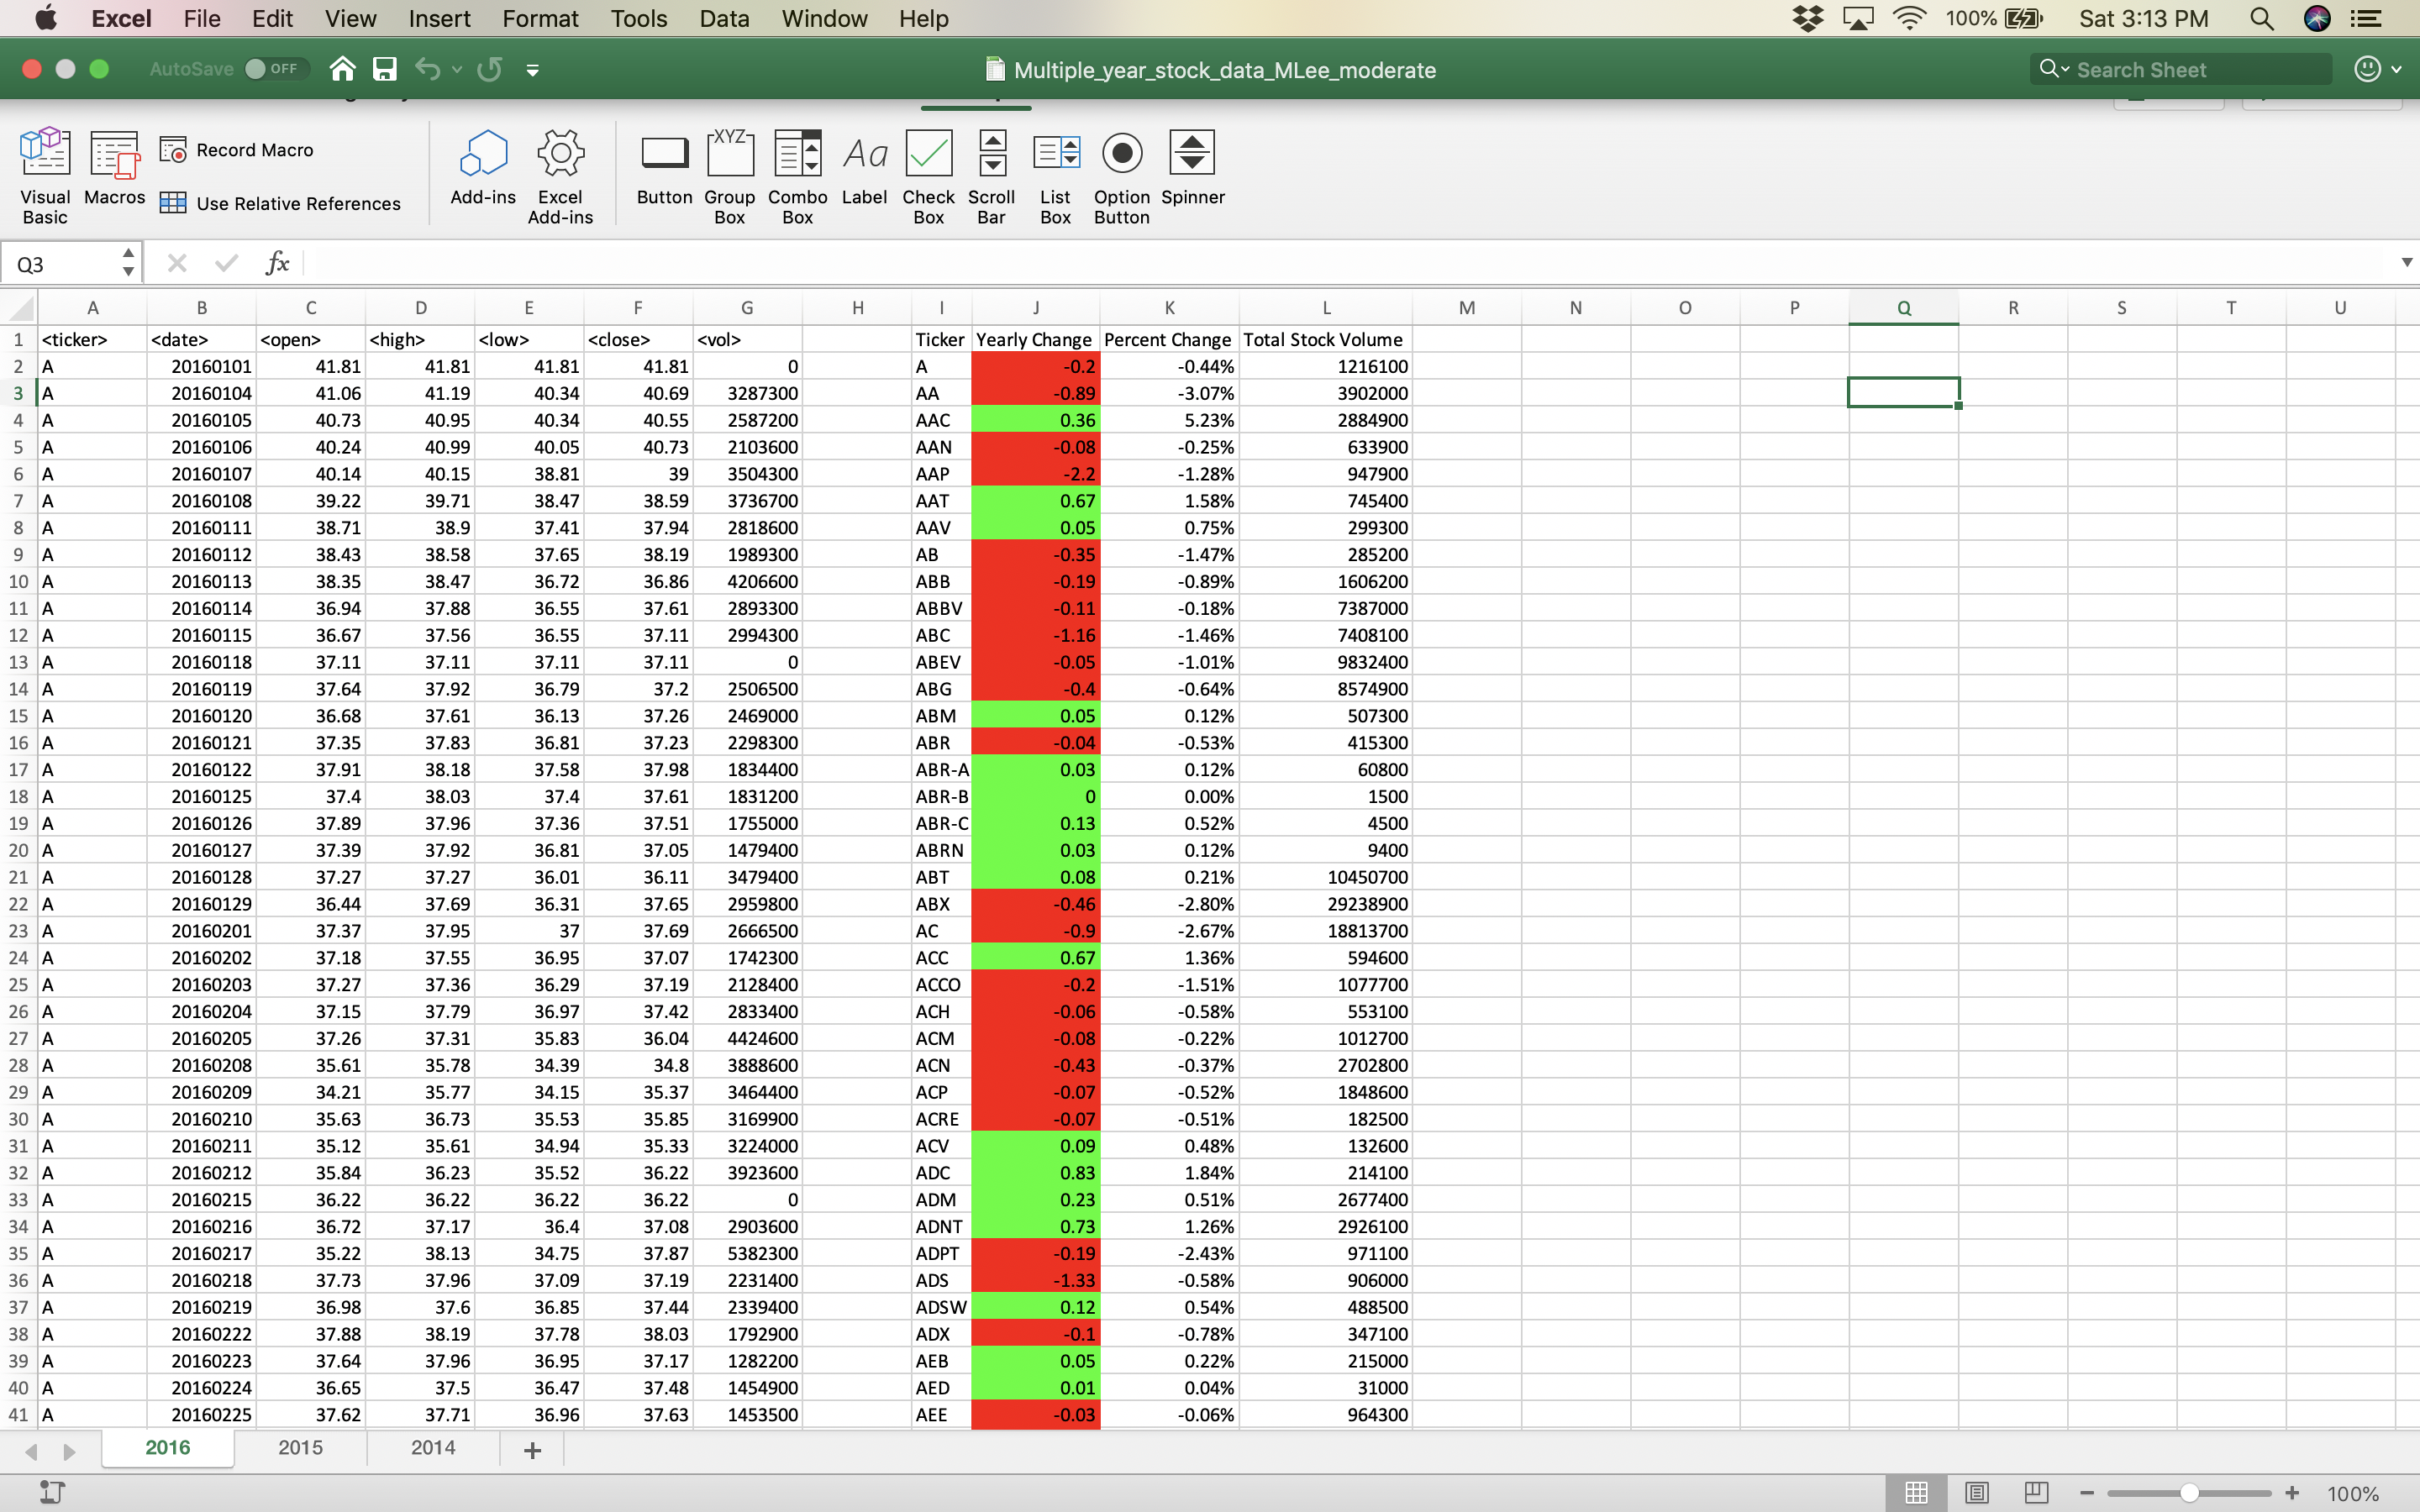 Excel File Edit View Insert Format Tools Data Window Help 100% Sat 3:13 PM
AutoSave OFF Multiple_year_stock_data_MLee_moderate Search Sheet
Visual Basic Macros Record Macro Use Relative References Add-ins Excel Add-ins Button XYZ Group Box Combo Box Aa Label Check Box Scroll Bar List Box Option Button Spinner
Q3 fx
A B C D E F G H I J K L M N O P Q R S T U
1 <ticker> <date> <open> <high> <low> <close> <vol> Ticker Yearly Change Percent Change Total Stock Volume
2 A 20160101 41.81 41.81 41.81 41.81 0 A -0.2 -0.44% 1216100
3 A 20160104 41.06 41.19 40.34 40.69 3287300 AA -0.89 -3.07% 3902000
4 A 20160105 40.73 40.95 40.34 40.55 2587200 AAC 0.36 5.23% 2884900
5 A 20160106 40.24 40.99 40.05 40.73 2103600 AAN -0.08 -0.25% 633900
6 A 20160107 40.14 40.15 38.81 39 3504300 AAP -2.2 -1.28% 947900
7 A 20160108 39.22 39.71 38.47 38.59 3736700 AAT 0.67 1.58% 745400
8 A 20160111 38.71 38.9 37.41 37.94 2818600 AAV 0.05 0.75% 299300
9 A 20160112 38.43 38.58 37.65 38.19 1989300 AB -0.35 -1.47% 285200
10 A 20160113 38.35 38.47 36.72 36.86 4206600 ABB -0.19 -0.89% 1606200
11 A 20160114 36.94 37.88 36.55 37.61 2893300 ABBV -0.11 -0.18% 7387000
12 A 20160115 36.67 37.56 36.55 37.11 2994300 ABC -1.16 -1.46% 7408100
13 A 20160118 37.11 37.11 37.11 37.11 0 ABEV -0.05 -1.01% 9832400
14 A 20160119 37.64 37.92 36.79 37.2 2506500 ABG -0.4 -0.64% 8574900
15 A 20160120 36.68 37.61 36.13 37.26 2469000 ABM 0.05 0.12% 507300
16 A 20160121 37.35 37.83 36.81 37.23 2298300 ABR -0.04 -0.53% 415300
17 A 20160122 37.91 38.18 37.58 37.98 1834400 ABR-A 0.03 0.12% 60800
18 A 20160125 37.4 38.03 37.4 37.61 1831200 ABR-B 0 0.00% 1500
19 A 20160126 37.89 37.96 37.36 37.51 1755000 ABR-C 0.13 0.52% 4500
20 A 20160127 37.39 37.92 36.81 37.05 1479400 ABRN 0.03 0.12% 9400
21 A 20160128 37.27 37.27 36.01 36.11 3479400 ABT 0.08 0.21% 10450700
22 A 20160129 36.44 37.69 36.31 37.65 2959800 ABX -0.46 -2.80% 29238900
23 A 20160201 37.37 37.95 37 37.69 2666500 AC -0.9 -2.67% 18813700
24 A 20160202 37.18 37.55 36.95 37.07 1742300 ACC 0.67 1.36% 594600
25 A 20160203 37.27 37.36 36.29 37.19 2128400 ACCO -0.2 -1.51% 1077700
26 A 20160204 37.15 37.79 36.97 37.42 2833400 ACH -0.06 -0.58% 553100
27 A 20160205 37.26 37.31 35.83 36.04 4424600 ACM -0.08 -0.22% 1012700
28 A 20160208 35.61 35.78 34.39 34.8 3888600 ACN -0.43 -0.37% 2702800
29 A 20160209 34.21 35.77 34.15 35.37 3464400 ACP -0.07 -0.52% 1848600
30 A 20160210 35.63 36.73 35.53 35.85 3169900 ACRE -0.07 -0.51% 182500
31 A 20160211 35.12 35.61 34.94 35.33 3224000 ACV 0.09 0.48% 132600
32 A 20160212 35.84 36.23 35.52 36.22 3923600 ADC 0.83 1.84% 214100
33 A 20160215 36.22 36.22 36.22 36.22 0 ADM 0.23 0.51% 2677400
34 A 20160216 36.72 37.17 36.4 37.08 2903600 ADNT 0.73 1.26% 2926100
35 A 20160217 35.22 38.13 34.75 37.87 5382300 ADPT -0.19 -2.43% 971100
36 A 20160218 37.73 37.96 37.09 37.19 2231400 ADS -1.33 -0.58% 906000
37 A 20160219 36.98 37.6 36.85 37.44 2339400 ADSW 0.12 0.54% 488500
38 A 20160222 37.88 38.19 37.78 38.03 1792900 ADX -0.1 -0.78% 347100
39 A 20160223 37.64 37.96 36.95 37.17 1282200 AEB 0.05 0.22% 215000
40 A 20160224 36.65 37.5 36.47 37.48 1454900 AED 0.01 0.04% 31000
41 A 20160225 37.62 37.71 36.96 37.63 1453500 AEE -0.03 -0.06% 964300
2016 2015 2014 +
100%